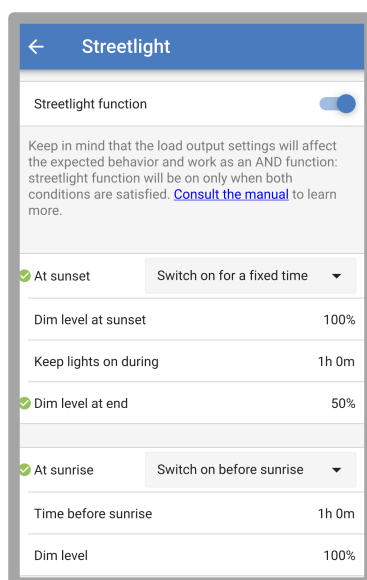 Streetlight
Streetlight function
Keep in mind that the load output settings will affect
the expected behavior and work as an AND function:
streetlight function will be on only when both
conditions are satisfied. Consult the manual to learn
more.
At sunset Switch on for a fixed time
Dim level at sunset 100%
Keep lights on during 1h 0m
Dim level at end 50%
At sunrise Switch on before sunrise
Time before sunrise 1h 0m
Dim level 100%